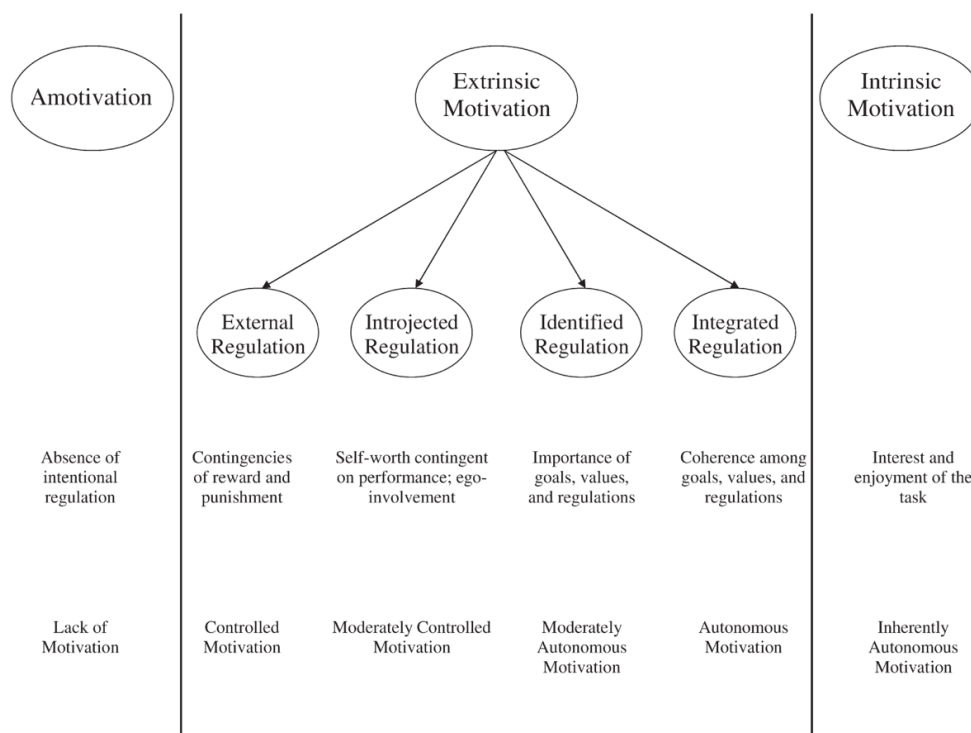 Amotivation
Extrinsic
Motivation
Intrinsic
Motivation
External
Regulation
Introjected
Regulation
Identified
Regulation
Integrated
Regulation
Absence of
intentional
regulation
Contingencies
of reward and
punishment
Self-worth contingent
on performance; ego-
involvement
Importance of
goals, values,
and regulations
Coherence among
goals, values, and
regulations
Interest and
enjoyment of the
task
Lack of
Motivation
Controlled
Motivation
Moderately Controlled
Motivation
Moderately
Autonomous
Motivation
Autonomous
Motivation
Inherently
Autonomous
Motivation